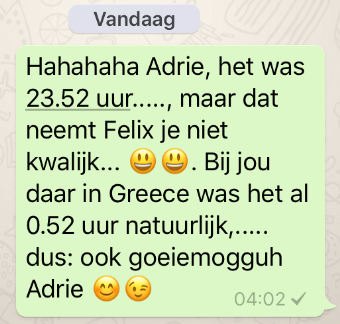 Vandaag
Hahahaha Adrie, het was
23.52 uur....., maar dat
neemt Felix je niet
kwalijk... 😃😃. Bij jou
daar in Greece was het al
0.52 uur natuurlijk,.....
dus: ook goeiemogguh
Adrie 😊😉
04:02 ✓